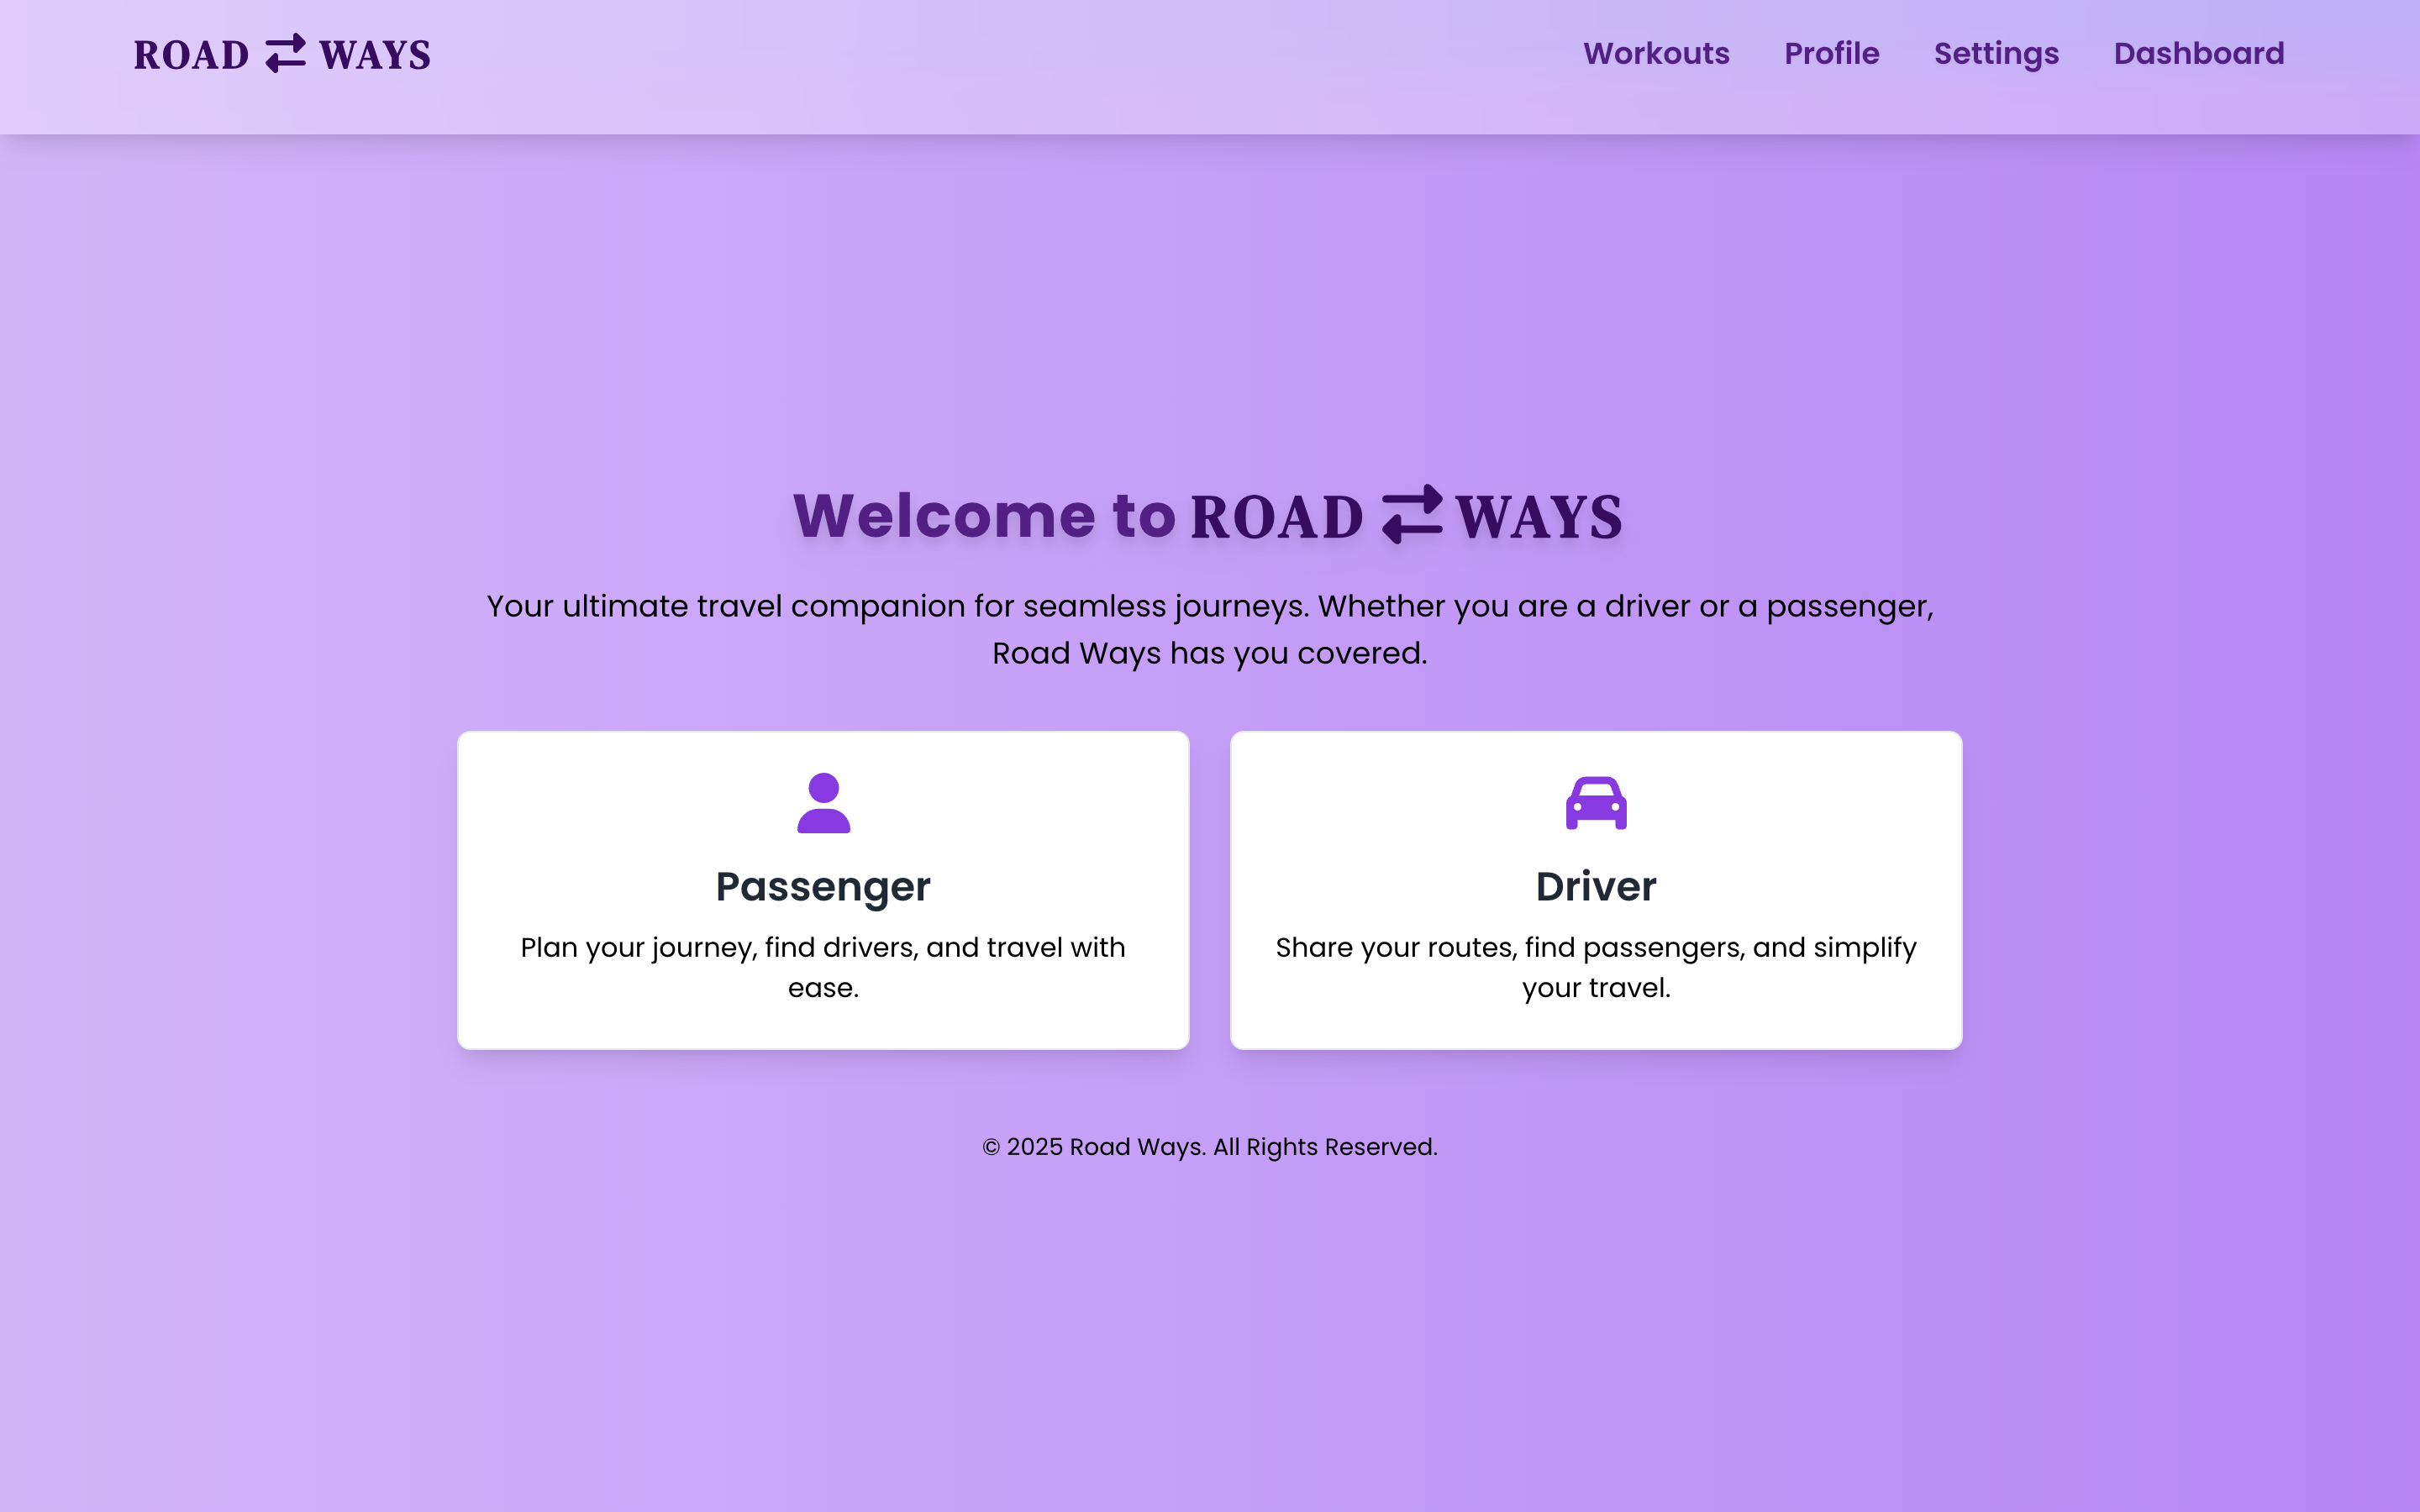 ROAD WAYS
Workouts Profile Settings Dashboard
Welcome to ROAD WAYS
Your ultimate travel companion for seamless journeys. Whether you are a driver or a passenger,
Road Ways has you covered.
Passenger
Plan your journey, find drivers, and travel with
ease.
Driver
Share your routes, find passengers, and simplify
your travel.
© 2025 Road Ways. All Rights Reserved.